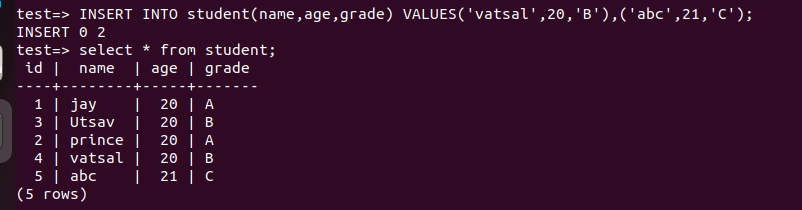 test=> INSERT INTO student(name,age,grade) VALUES('vatsal',20,'B'),('abc',21,'C');
INSERT 0 2
test=> select * from student;
 id |  name  | age | grade
----+--------+-----+-------
  1 | jay    |  20 | A
  3 | Utsav  |  20 | B
  2 | prince |  20 | A
  4 | vatsal |  20 | B
  5 | abc    |  21 | C
(5 rows)